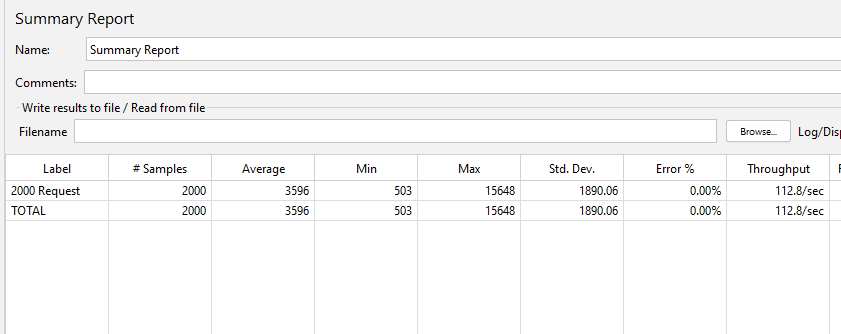 Summary Report
Name: Summary Report
Comments:
Write results to file / Read from file
Filename Browse... Log/Disp
Label # Samples Average Min Max Std. Dev. Error % Throughput
2000 Request 2000 3596 503 15648 1890.06 0.00% 112.8/sec
TOTAL 2000 3596 503 15648 1890.06 0.00% 112.8/sec